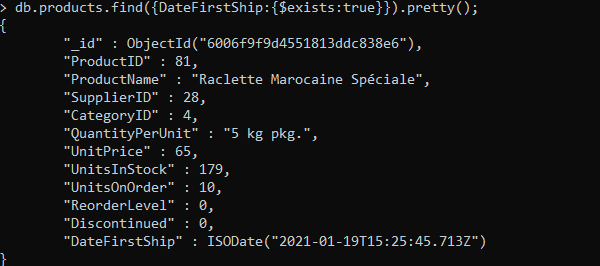 > db.products.find({DateFirstShip:{$exists:true}}).pretty();
{
"_id" : ObjectId("6006f9f9d4551813ddc838e6"),
"ProductID" : 81,
"ProductName" : "Raclette Marocaine Spéciale",
"SupplierID" : 28,
"CategoryID" : 4,
"QuantityPerUnit" : "5 kg pkg.",
"UnitPrice" : 65,
"UnitsInStock" : 179,
"UnitsOnOrder" : 10,
"ReorderLevel" : 0,
"Discontinued" : 0,
"DateFirstShip" : ISODate("2021-01-19T15:25:45.713Z")
}